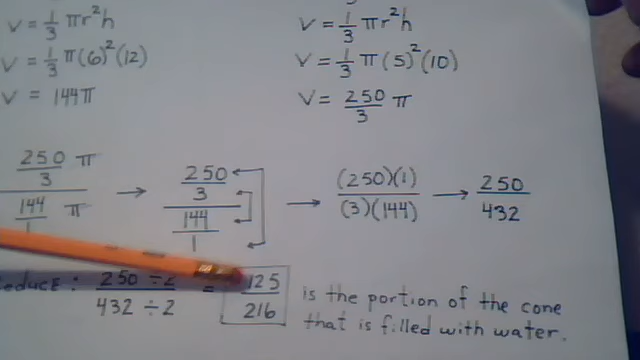 V = 1/3 πr²h
V = 1/3 π(6)²(12)
V = 144π
V = 1/3 πr²h
V = 1/3 π(5)²(10)
V = 250/3 π
250/3 π / 144/1 π → 250/3 / 144/1 → (250)(1) / (3)(144) → 250/432
250÷2 / 432÷2 = 125/216 is the portion of the cone
that is filled with water.